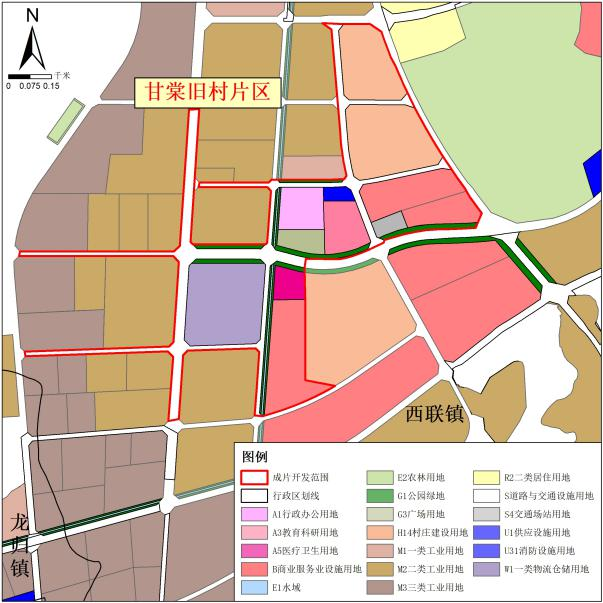 N
千米
0 0.075 0.15
甘棠旧村片区
西联镇
龙归镇
图例
成片开发范围
行政区划线
A1行政办公用地
A3教育科研用地
A5医疗卫生用地
B商业服务业设施用地
E1水域
E2农林用地
G1公园绿地
G3广场用地
H14村庄建设用地
M1一类工业用地
M2二类工业用地
M3三类工业用地
R2二类居住用地
S道路与交通设施用地
S4交通场站用地
U1供应设施用地
U31消防设施用地
W1一类物流仓储用地